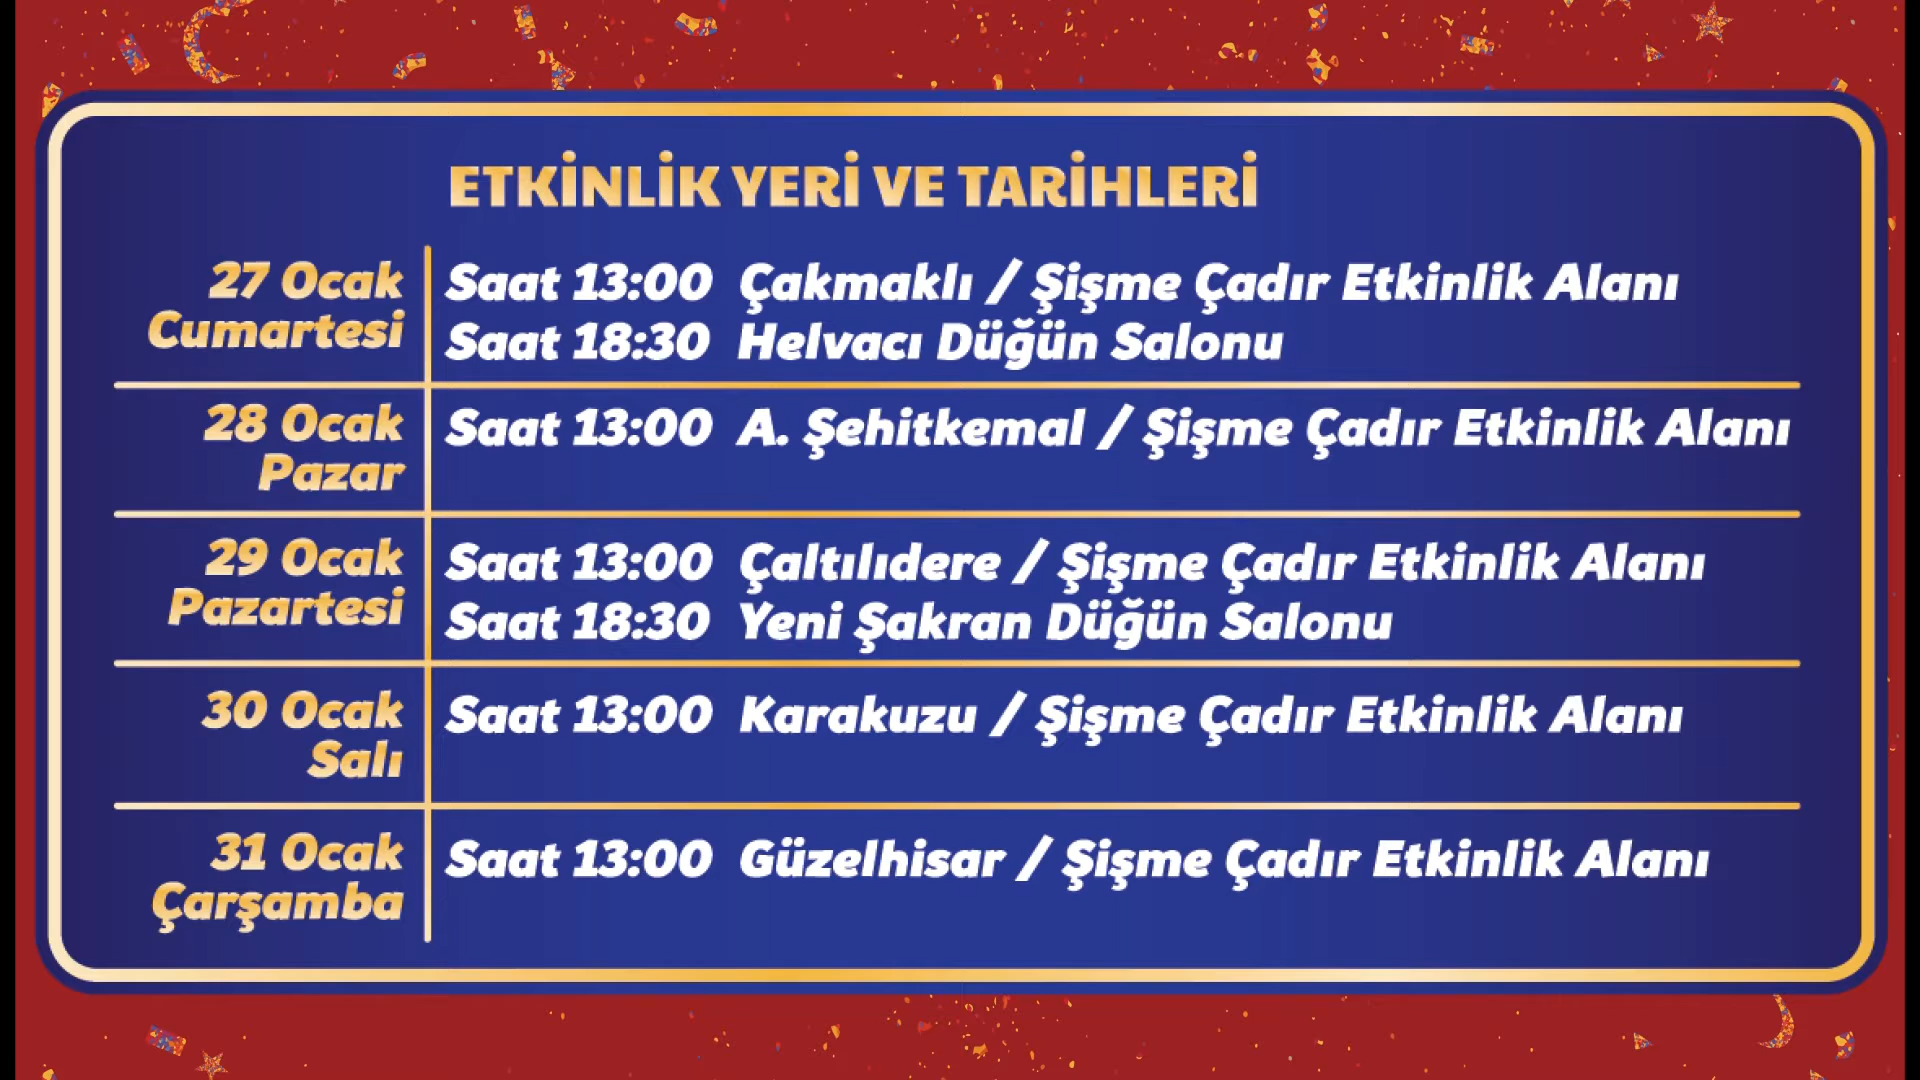 ETKİNLİK YERİ VE TARİHLERİ
27 Ocak
Cumartesi
Saat 13:00 Çakmaklı / Şişme Çadır Etkinlik Alanı
Saat 18:30 Helvacı Düğün Salonu
28 Ocak
Pazar
Saat 13:00 A. Şehitkemal / Şişme Çadır Etkinlik Alanı
29 Ocak
Pazartesi
Saat 13:00 Çaltılıdere / Şişme Çadır Etkinlik Alanı
Saat 18:30 Yeni Şakran Düğün Salonu
30 Ocak
Salı
Saat 13:00 Karakuzu / Şişme Çadır Etkinlik Alanı
31 Ocak
Çarşamba
Saat 13:00 Güzelhisar / Şişme Çadır Etkinlik Alanı